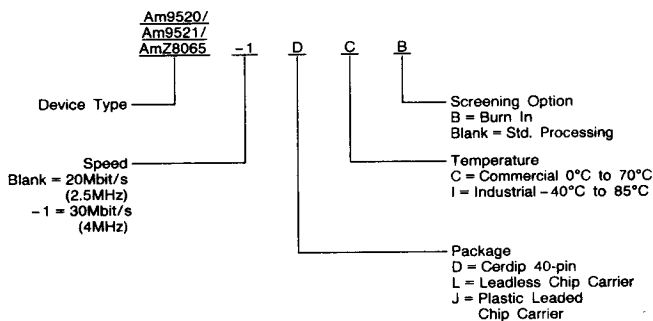 Am9520/
Am9521/
AmZ8065 -1 D C B
Device Type
Screening Option
B = Burn In
Blank = Std. Processing
Speed
Blank = 20Mbit/s
(2.5MHz)
-1 = 30Mbit/s
(4MHz)
Temperature
C = Commercial 0°C to 70°C
I = Industrial -40°C to 85°C
Package
D = Cerdip 40-pin
L = Leadless Chip Carrier
J = Plastic Leaded
Chip Carrier